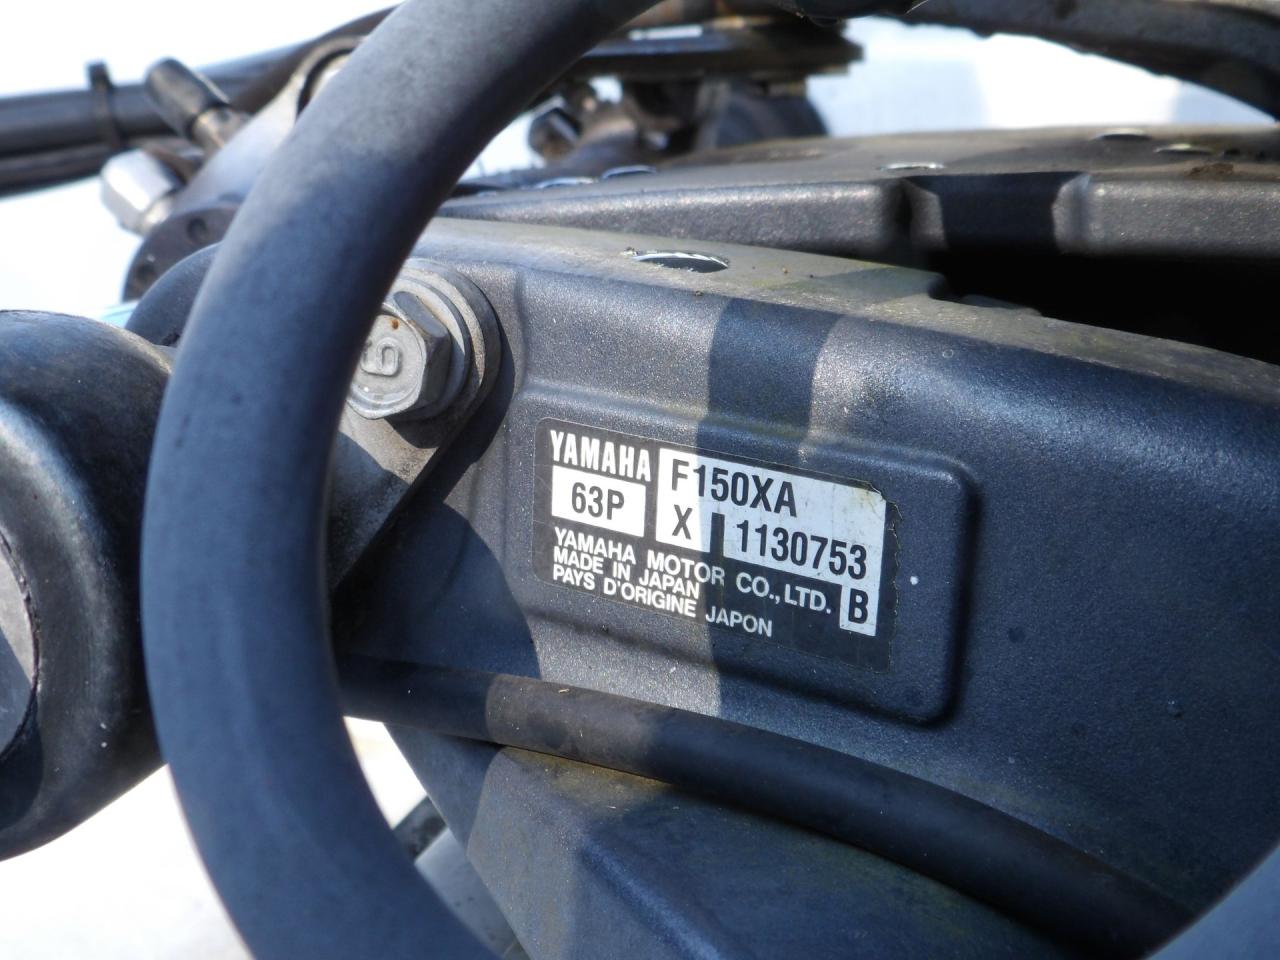 YAMAHA F150XA
63P X 1130753
YAMAHA MOTOR CO.,LTD. B
MADE IN JAPAN
PAYS D'ORIGINE JAPON